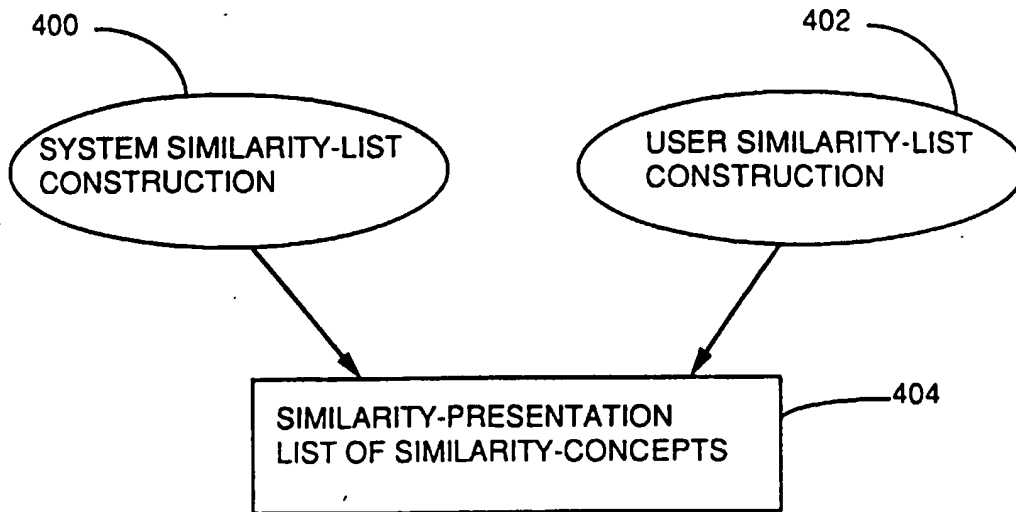 400
402
SYSTEM SIMILARITY-LIST
CONSTRUCTION
USER SIMILARITY-LIST
CONSTRUCTION
SIMILARITY-PRESENTATION
LIST OF SIMILARITY-CONCEPTS
404